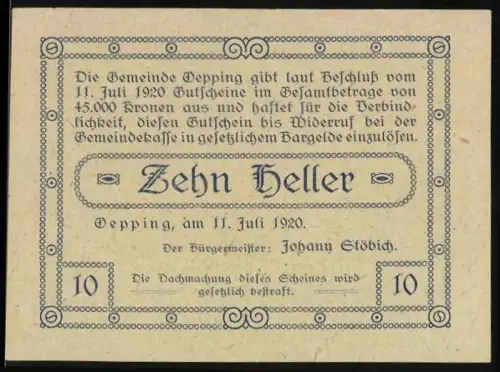 Die Gemeinde Oepping gibt laut Beschluß vom
11. Juli 1920 Gutscheine im Gesamtbetrage von
45.000 Kronen aus und haftet für die Verbind-
lichkeit, diesen Gutschein bis Widerruf bei der
Gemeindekasse in gesetzlichem Bargelde einzulösen.
Zehn Heller
Oepping, am 11. Juli 1920.
Der Bürgermeister: Johann Stöbich.
10 Die Nachmachung dieses Scheines wird 10
gesetzlich bestraft.